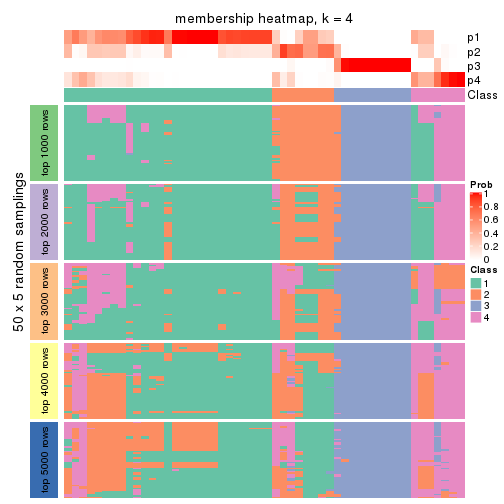 membership heatmap, k = 4
p1
p2
p3
p4
Class
50 x 5 random samplings
top 1000 rows
top 2000 rows
top 3000 rows
top 4000 rows
top 5000 rows
Prob
1
0.8
0.6
0.4
0.2
0
Class
1
2
3
4